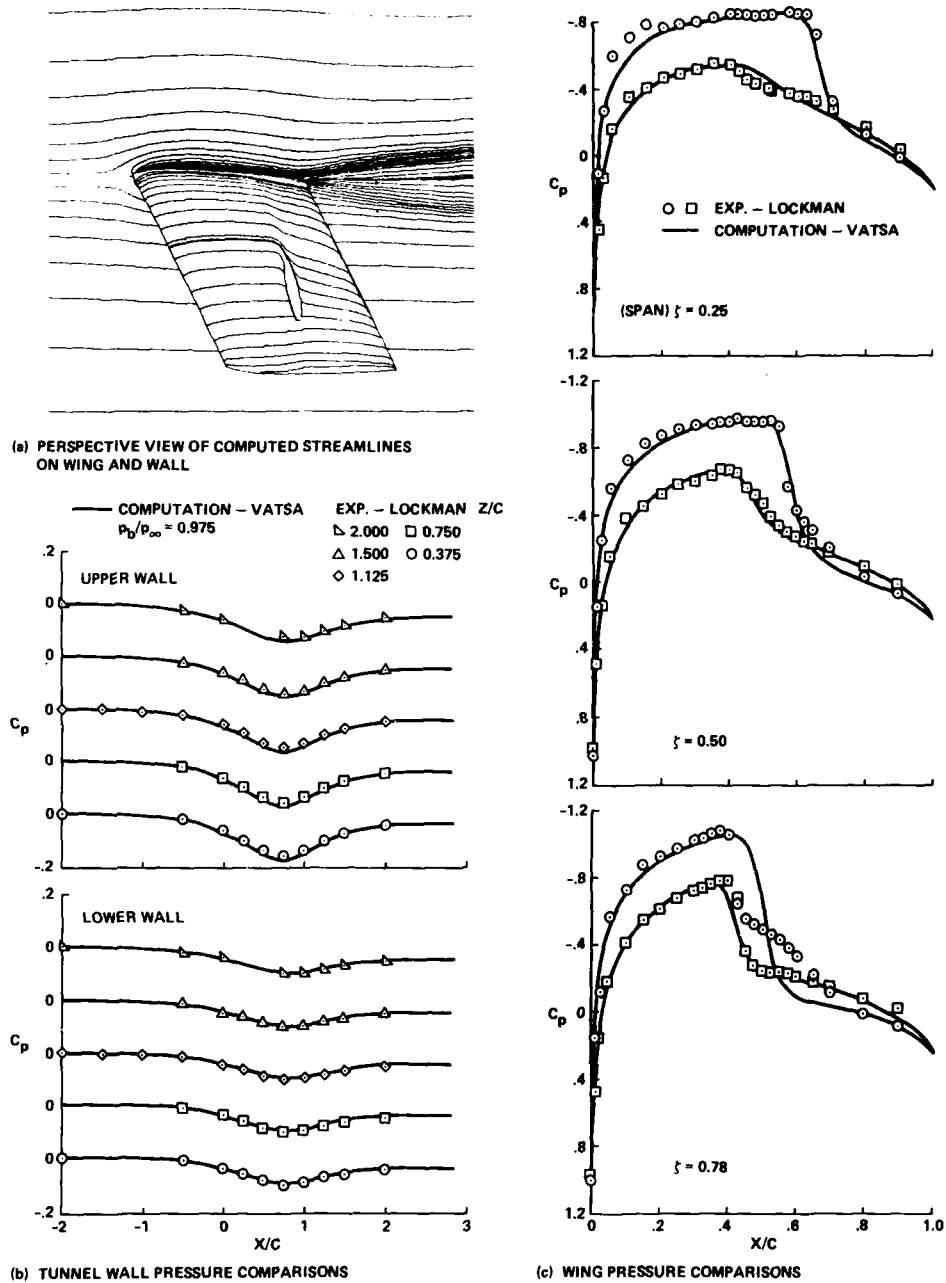 (a) PERSPECTIVE VIEW OF COMPUTED STREAMLINES
ON WING AND WALL
COMPUTATION – VATSA
p_b/p_∞ = 0.975
EXP. – LOCKMAN Z/C
2.000
0.750
1.500
0.375
1.125
.2
UPPER WALL
0
0
0
C_p
0
0
-.2
.2
LOWER WALL
0
0
C_p
0
0
0
-.2
-2
-1
0
1
2
3
X/C
(b) TUNNEL WALL PRESSURE COMPARISONS
-.8
-.4
0
C_p
.4
.8
1.2
EXP. – LOCKMAN
COMPUTATION – VATSA
(SPAN) ζ = 0.25
-1.2
-.8
-.4
C_p
0
.4
.8
1.2
ζ = 0.50
-1.2
-.8
-.4
C_p
0
.4
.8
1.2
ζ = 0.78
0
.2
.4
.6
.8
1.0
X/C
(c) WING PRESSURE COMPARISONS